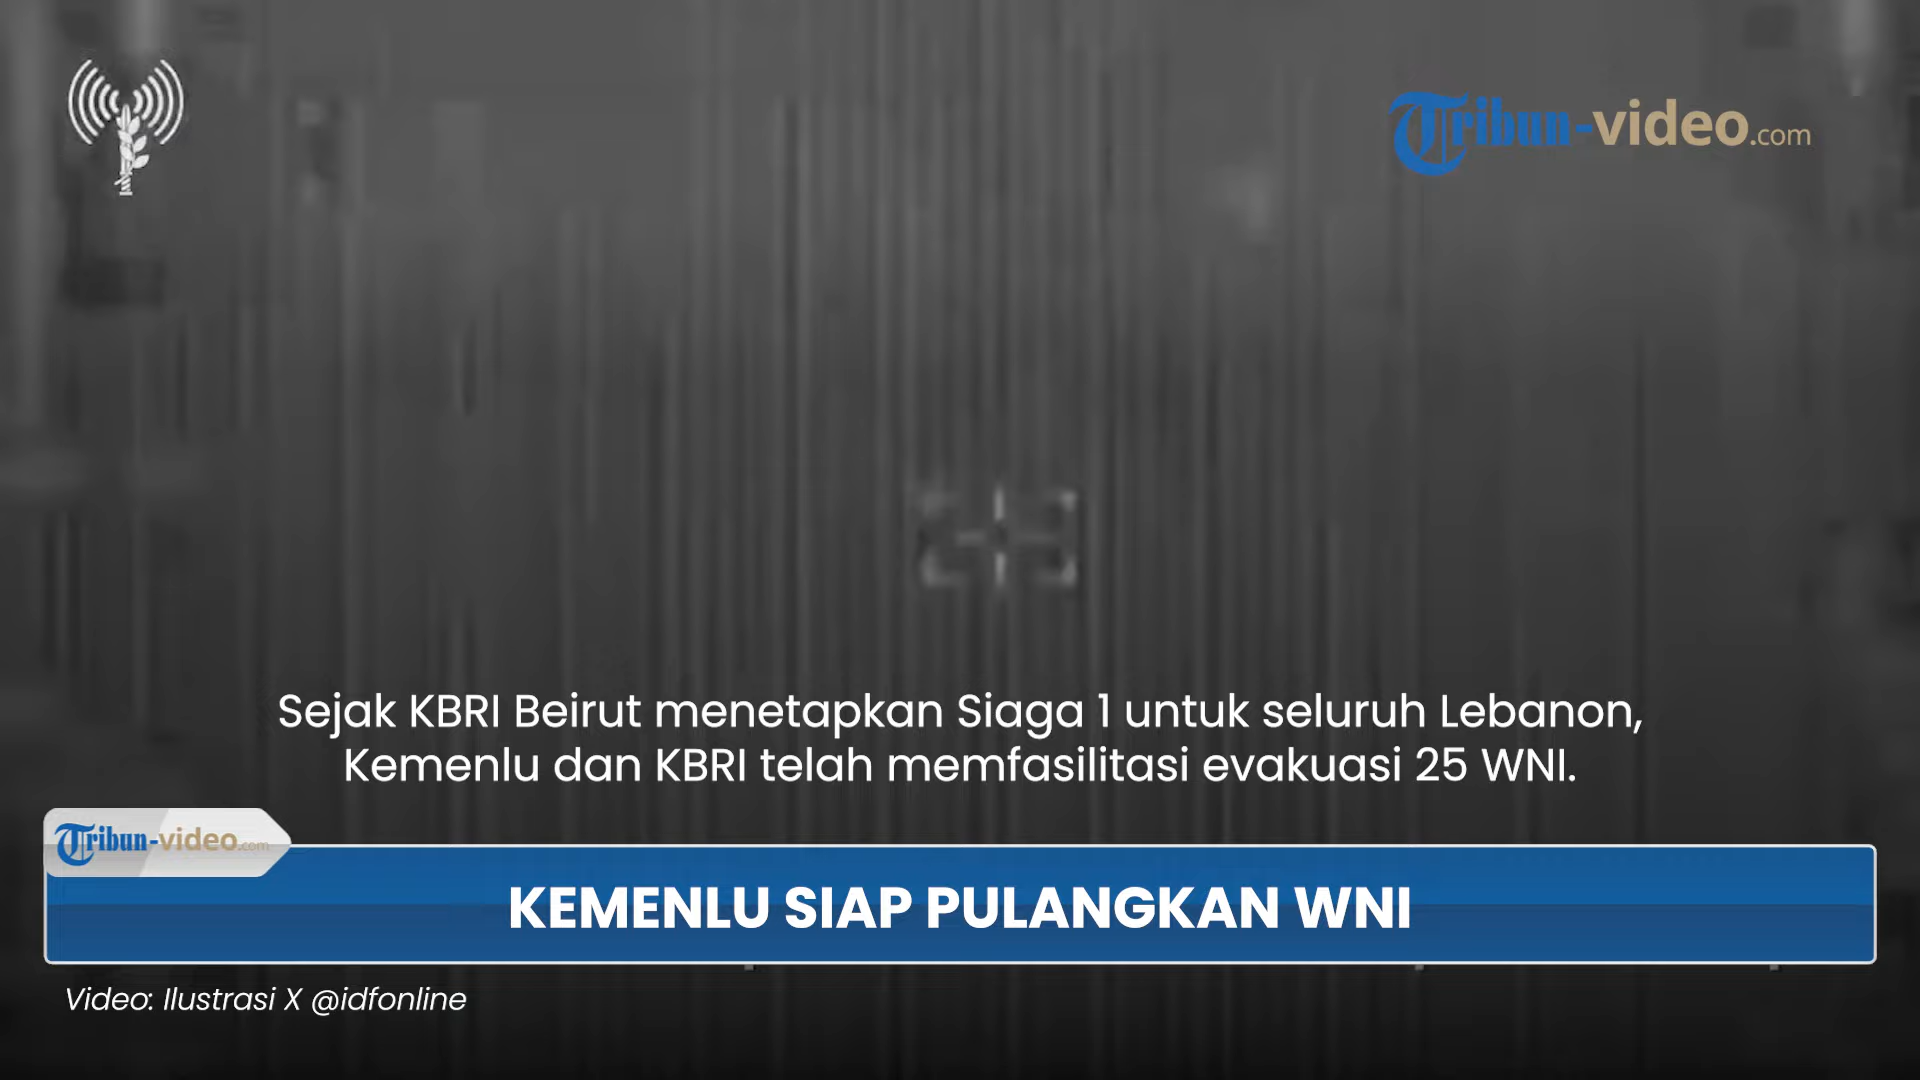 Tribun-video.com
Sejak KBRI Beirut menetapkan Siaga 1 untuk seluruh Lebanon,
Kemenlu dan KBRI telah memfasilitasi evakuasi 25 WNI.
Tribun-video.com
KEMENLU SIAP PULANGKAN WNI
Video: Ilustrasi X @idfonline